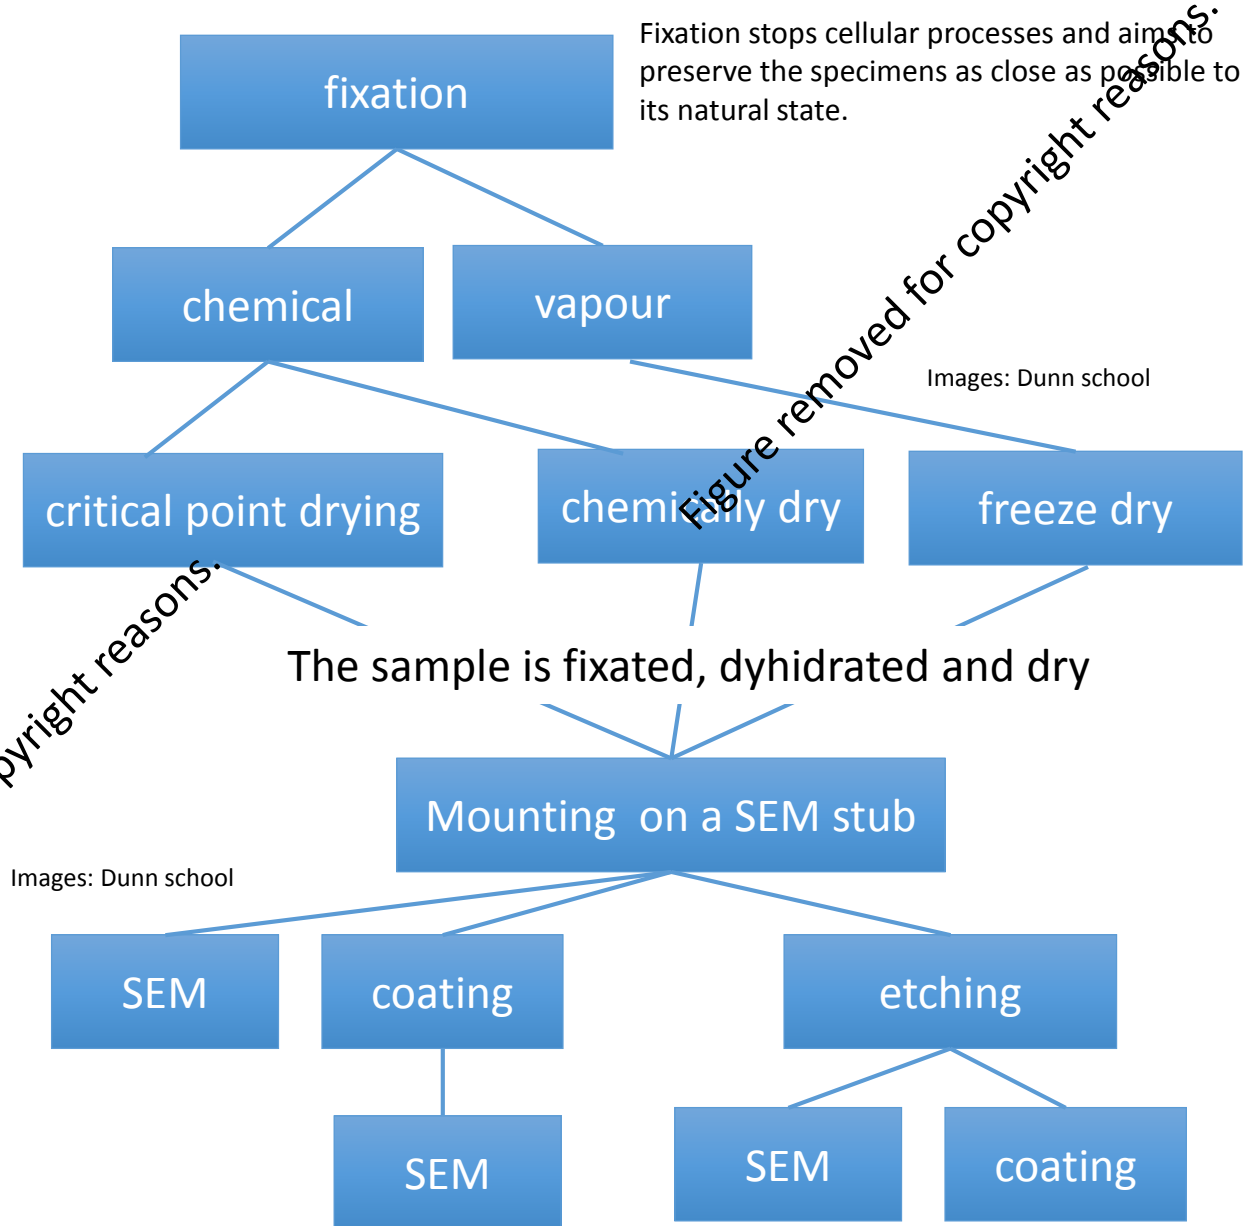 Fixation stops cellular processes and aims to
preserve the specimens as close as possible to
its natural state.
fixation
Figure removed for copyright reasons.
chemical
vapour
Images: Dunn school
critical point drying
chemically dry
freeze dry
pyright reasons.
The sample is fixated, dyhidrated and dry
Mounting on a SEM stub
Images: Dunn school
SEM
coating
etching
SEM
SEM
coating